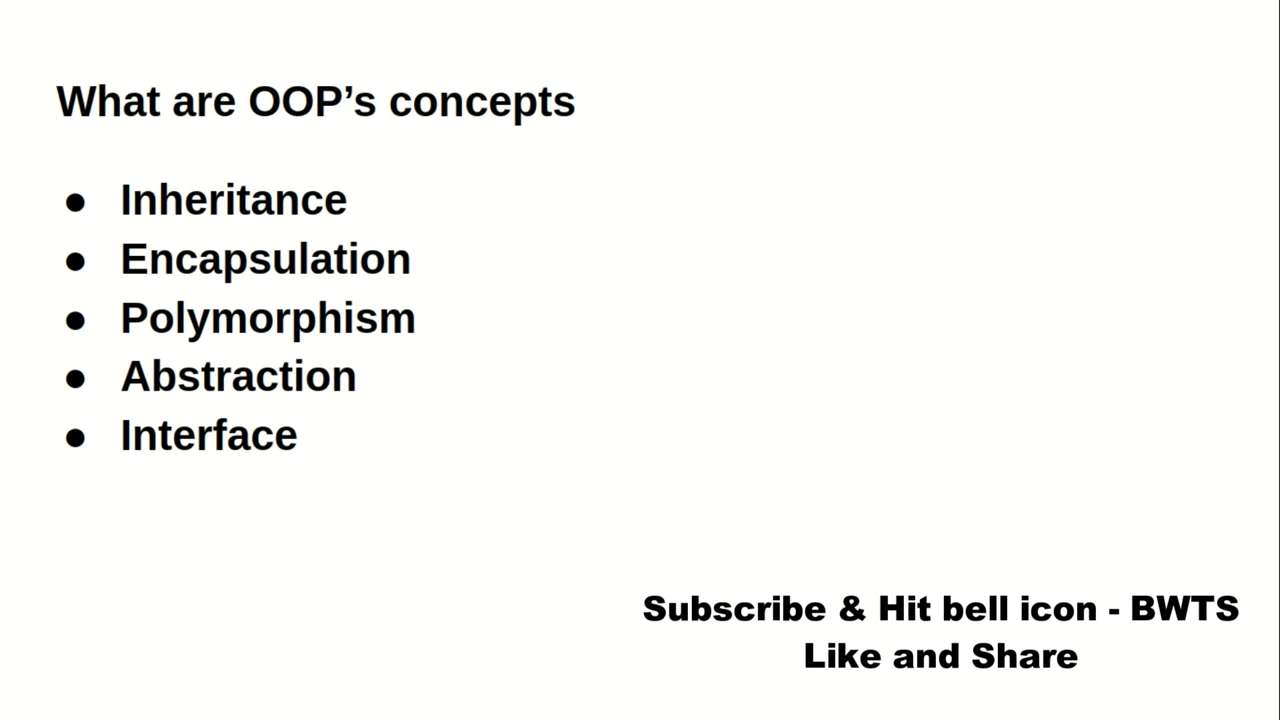 What are OOP’s concepts
● Inheritance
● Encapsulation
● Polymorphism
● Abstraction
● Interface
Subscribe & Hit bell icon - BWTS
Like and Share